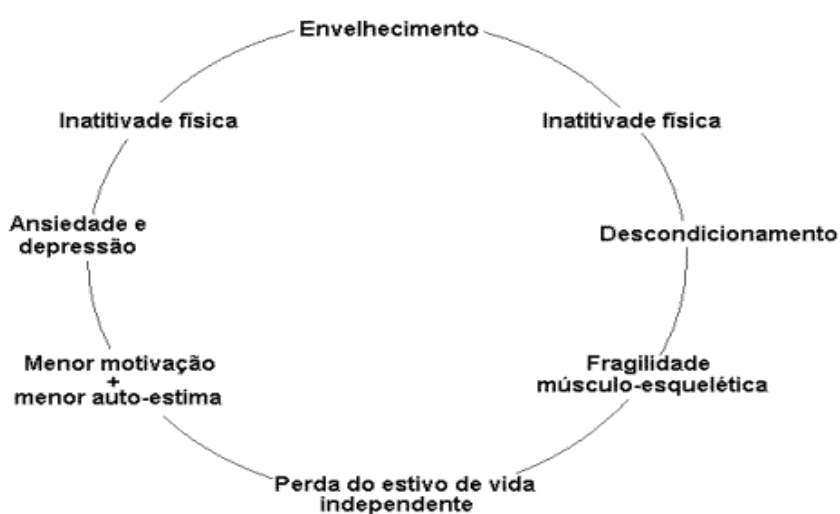 Envelhecimento
Inatitivade física
Inatitivade física
Ansiedade e
depressão
Descondicionamento
Menor motivação
+
menor auto-estima
Fragilidade
músculo-esquelética
Perda do estivo de vida
independente